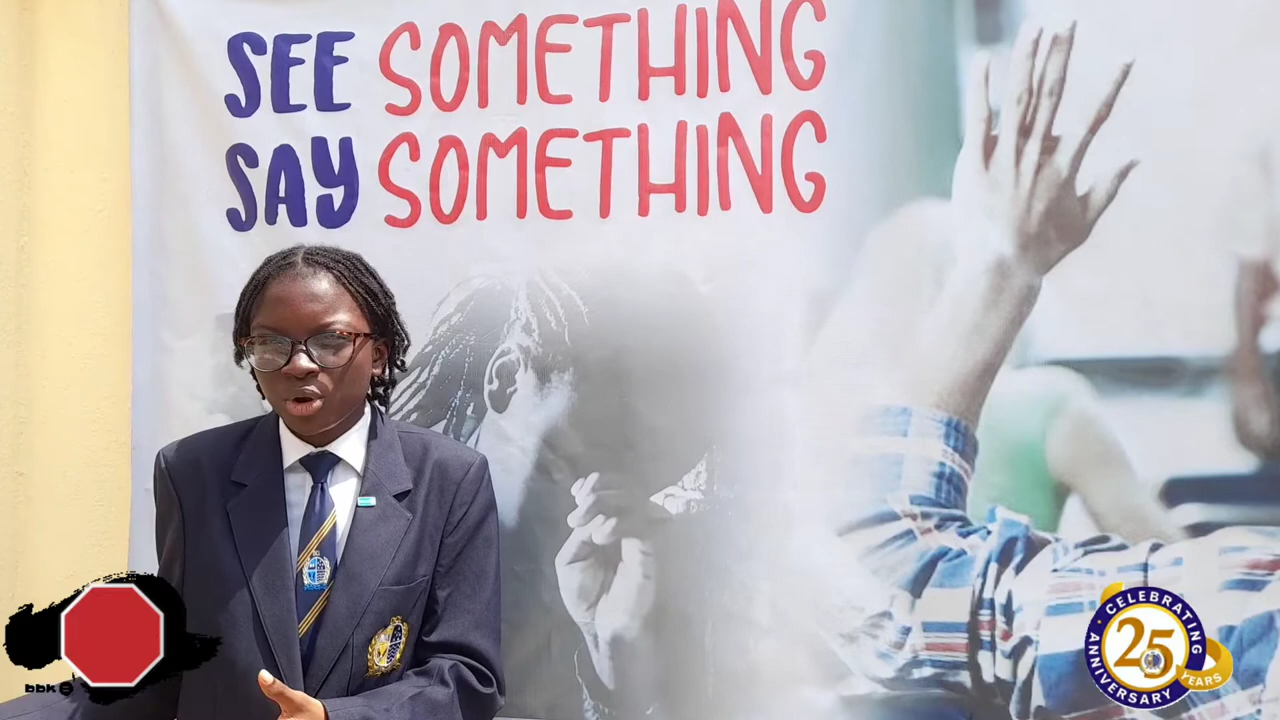 SEE SOMETHING
SAY SOMETHING
bbk
CELEBRATING
25
YEARS
ANNIVERSARY